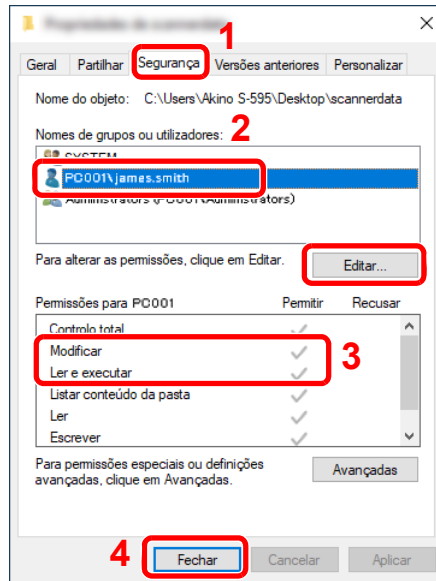 1
Geral Partilhar Segurança Versões anteriores Personalizar
Nome do objeto: C:\Users\Akino S-595\Desktop\scannerdata
Nomes de grupos ou utilizadores: 2
SYSTEM
PC001\james.smith
Administrators (PC001\Administrators)
Para alterar as permissões, clique em Editar. Editar...
Permissões para PC001 Permitir Recusar
Controlo total
Modificar
3
Ler e executar
Listar conteúdo da pasta
Ler
Escrever
Para permissões especiais ou definições
avançadas, clique em Avançadas. Avançadas
4 Fechar Cancelar Aplicar